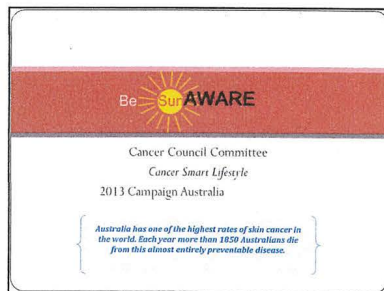 Be Sun AWARE
Cancer Council Committee
Cancer Smart Lifestyle
2013 Campaign Australia
Australia has one of the highest rates of skin cancer in
the world. Each year more than 1850 Australians die
from this almost entirely preventable disease.